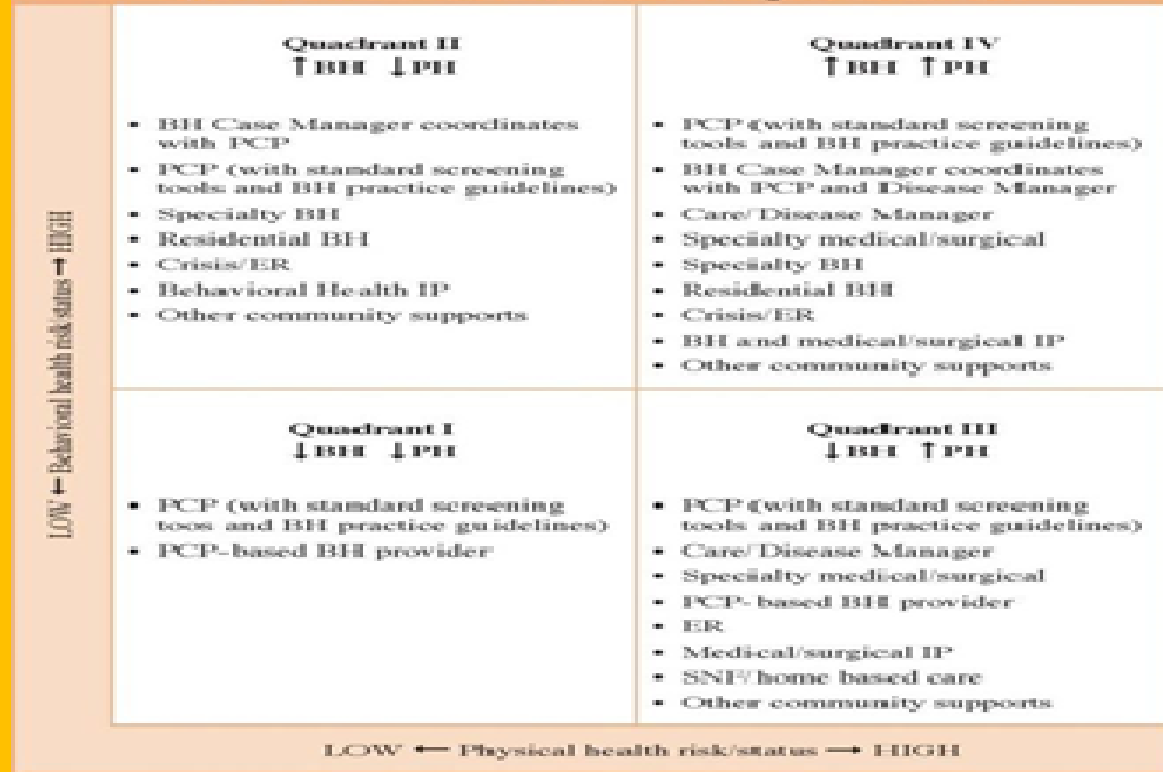 Quadrant II
↑BH ↓PH
• BH Case Manager coordinates
with PCP
• PCP (with standard screening
tools and BH practice guidelines)
• Specialty BH
• Residential BH
• Crisis/ER
• Behavioral Health IP
• Other community supports
Quadrant IV
↑BH ↑PH
• PCP (with standard screening
tools and BH practice guidelines)
• BH Case Manager coordinates
with PCP and Disease Manager
• Care/Disease Manager
• Specialty medical/surgical
• Specialty BH
• Residential BH
• Crisis/ER
• BH and medical/surgical IP
• Other community supports
LOW ← Behavioral health risk/status → HIGH
Quadrant I
↓BH ↓PH
• PCP (with standard screening
toos and BH practice guidelines)
• PCP-based BH provider
Quadrant III
↓BH ↑PH
• PCP (with standard screening
tools and BH practice guidelines)
• Care/Disease Manager
• Specialty medical/surgical
• PCP-based BH provider
• ER
• Medical/surgical IP
• SNF/home based care
• Other community supports
LOW ← Physical health risk/status → HIGH